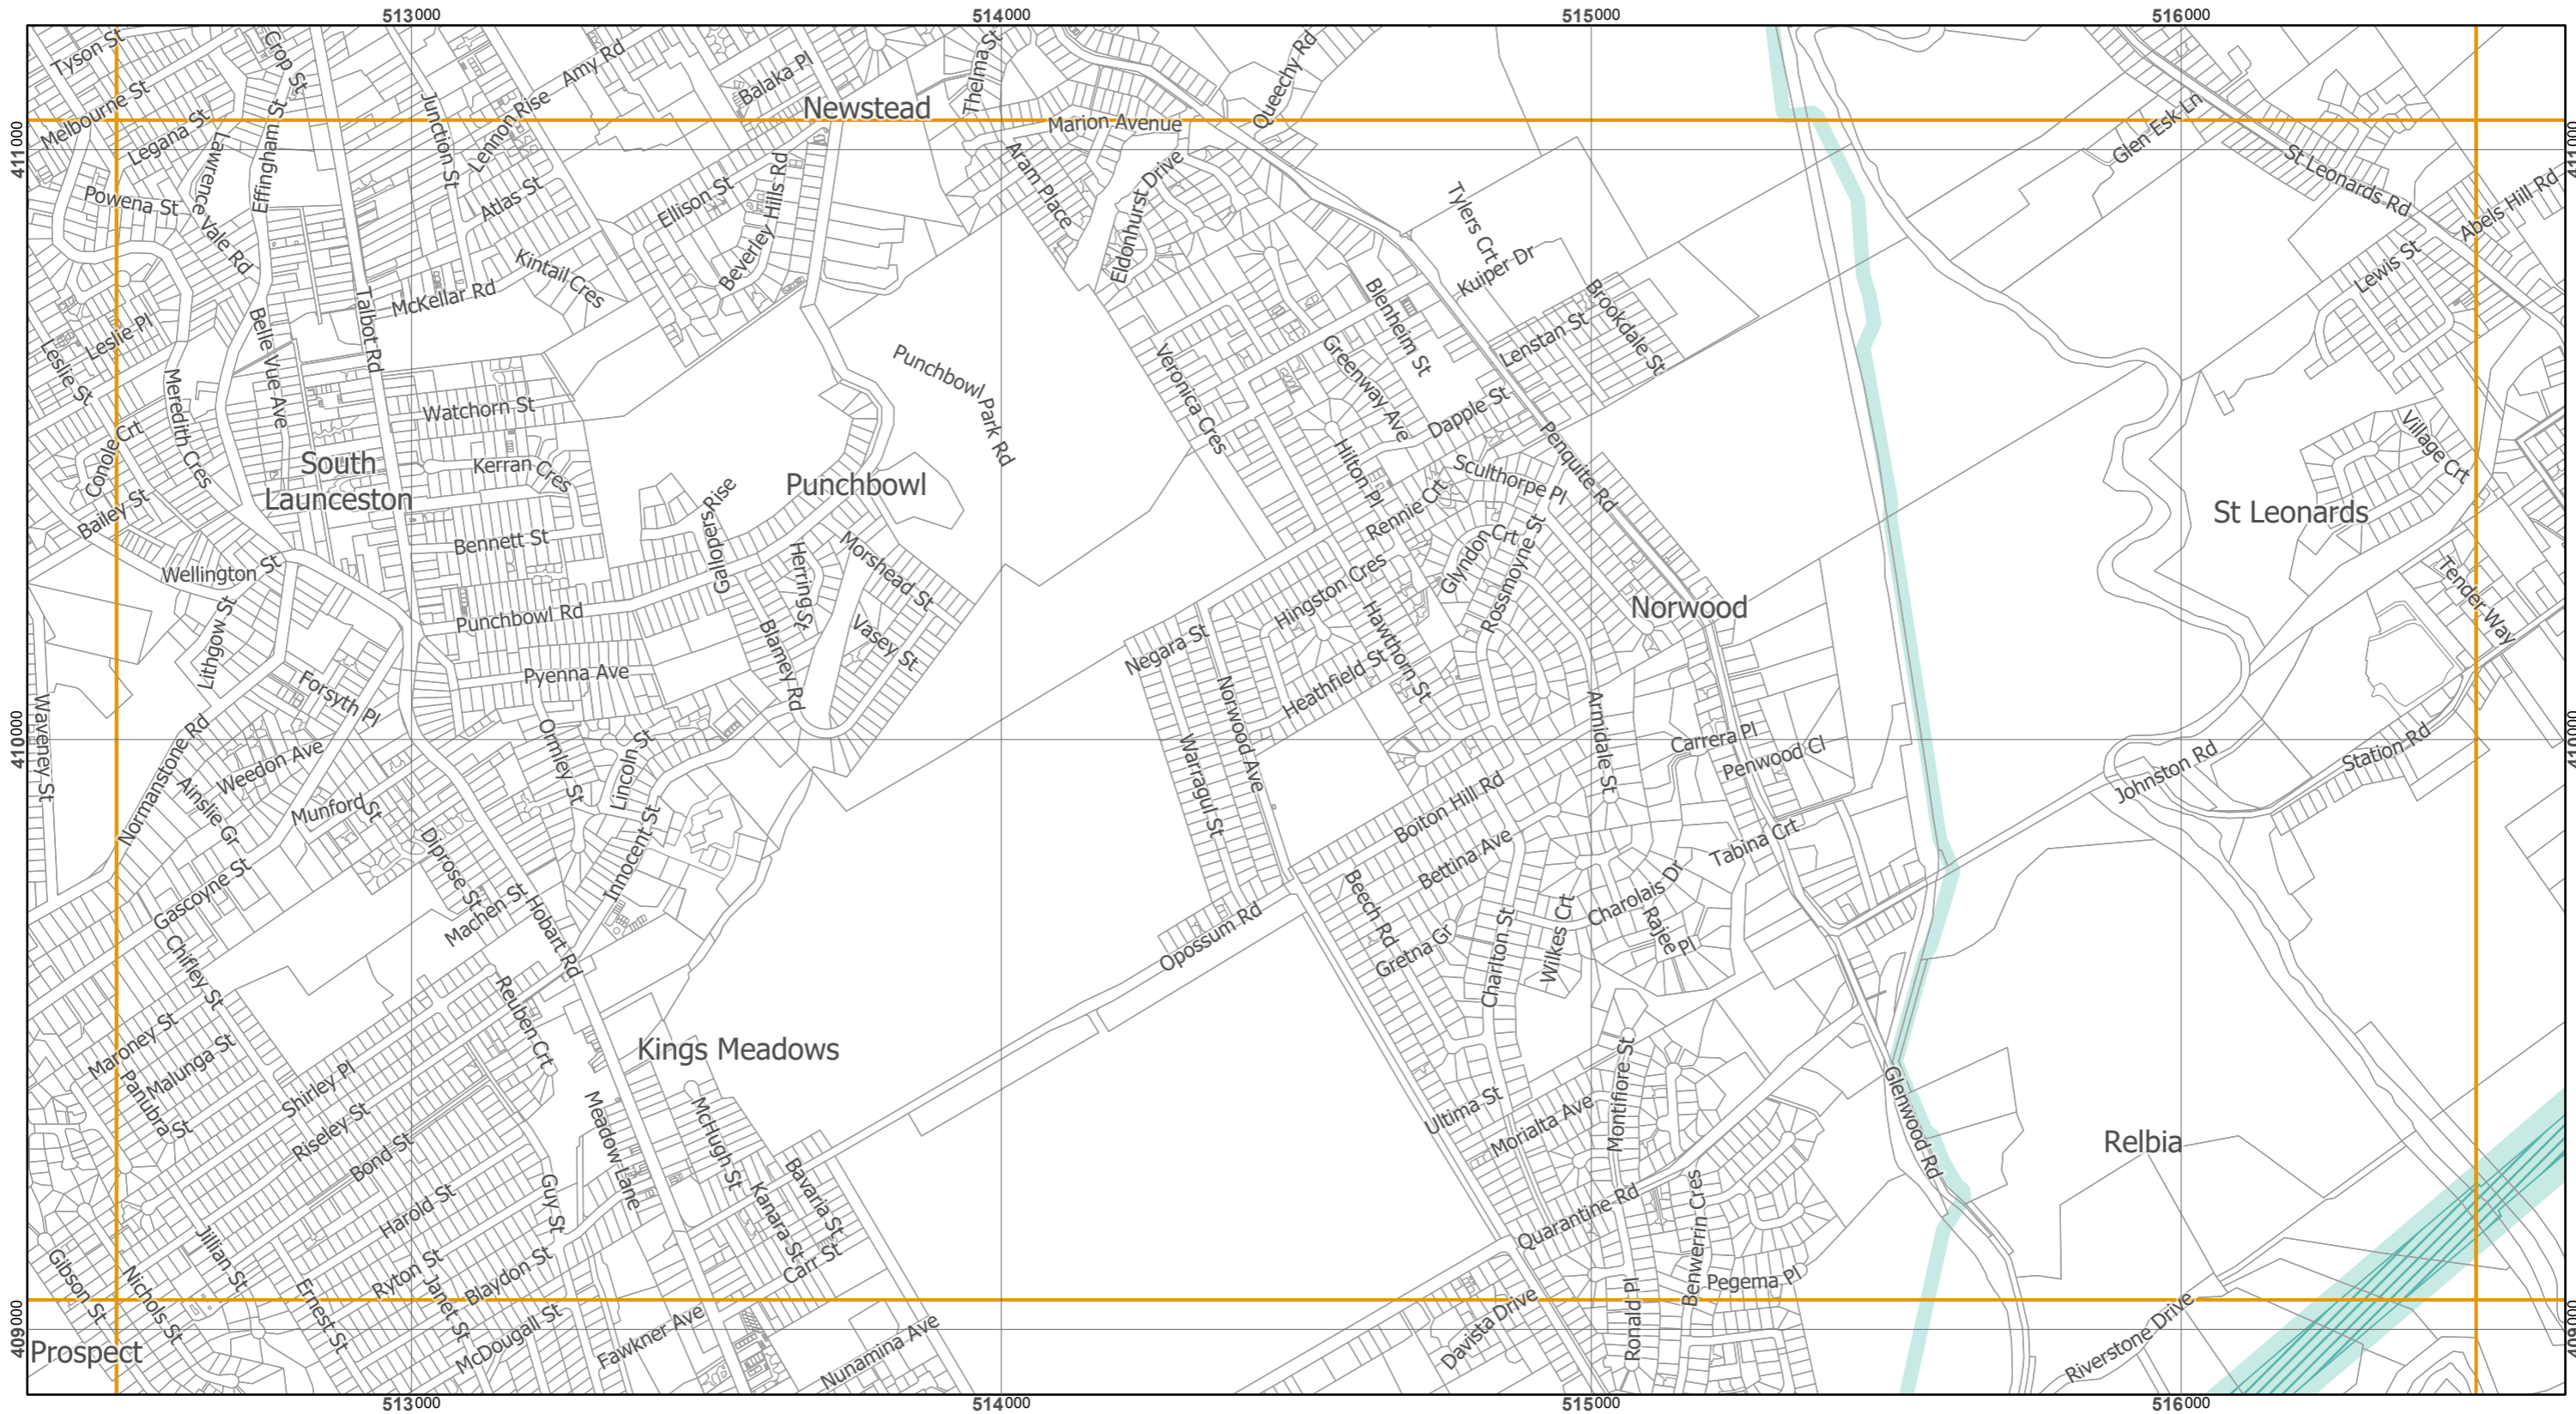 513000
514000
515000
516000
Tyson St
Crop St
Amy Rd
Balaka Pl
Thelma St
Queechy Rd
Melbourne St
Junction St
Lennon Rise
Newstead
Marion Avenue
Glen Esk Ln
411000
411000
Legana St
Lawrence Vale Rd
Effingham St
Aram Place
Eldonhurst Drive
St Leonards Rd
Abels Hill Rd
Powena St
Atlas St
Ellison St
Beverley Hills Rd
Tylers Crt
Kuiper Dr
Lewis St
Kintail Cres
McKellar Rd
Talbot Rd
Belle Vue Ave
Blenheim St
Brookdale St
Lenstan St
Leslie Pl
Leslie St
Meredith Cres
Punchbowl Park Rd
Veronica Cres
Greenway Ave
Watchorn St
Dapple St
Penquite Rd
Village Crt
Conole Crt
South
Launceston
Kerran Cres
Punchbowl
Hilton Pl
Sculthorpe Pl
Rennie Crt
St Leonards
Bailey St
Gallopers Rise
Bennett St
Herring St
Morshead St
Glyndon Crt
Rossmoyne St
Wellington St
Hingston Cres
Norwood
Tender Way
Lithgow St
Punchbowl Rd
Blamey Rd
Vasey St
Negara St
Hawthorn St
Heathfield St
Pyenna Ave
Forsyth Pl
Waveney St
Norwood Ave
Armidale St
410000
410000
Normanstone Rd
Weedon Ave
Ormley St
Lincoln St
Warragul St
Carrera Pl
Penwood Cl
Johnston Rd
Station Rd
Ainslie Gr
Munford St
Innocent St
Boiton Hill Rd
Bettina Ave
Tabina Crt
Gascoyne St
Diprose St
Machen St
Hobart Rd
Opossum Rd
Beech Rd
Gretna Gr
Charlton St
Wilkes Crt
Charolais Dr
Rajee Pl
Chifley St
Reuben Crt
Maroney St
Malunga St
Panubra St
Shirley Pl
Kings Meadows
Riseley St
Bond St
Meadow Lane
McHugh St
Ultima St
Morialta Ave
Montifiore St
Glenwood Rd
Relbia
Harold St
Guy St
Kanara St
Bavaria St
Carr St
Quarantine Rd
Benwerrin Cres
Pegema Pl
Jillian St
Gibson St
Nichols St
Ernest St
Ryton St
Janet St
Blaydon St
McDougall St
Fawkner Ave
Nunamina Ave
Davista Drive
Ronald Pl
Riverstone Drive
409000
409000
Prospect
513000
514000
515000
516000